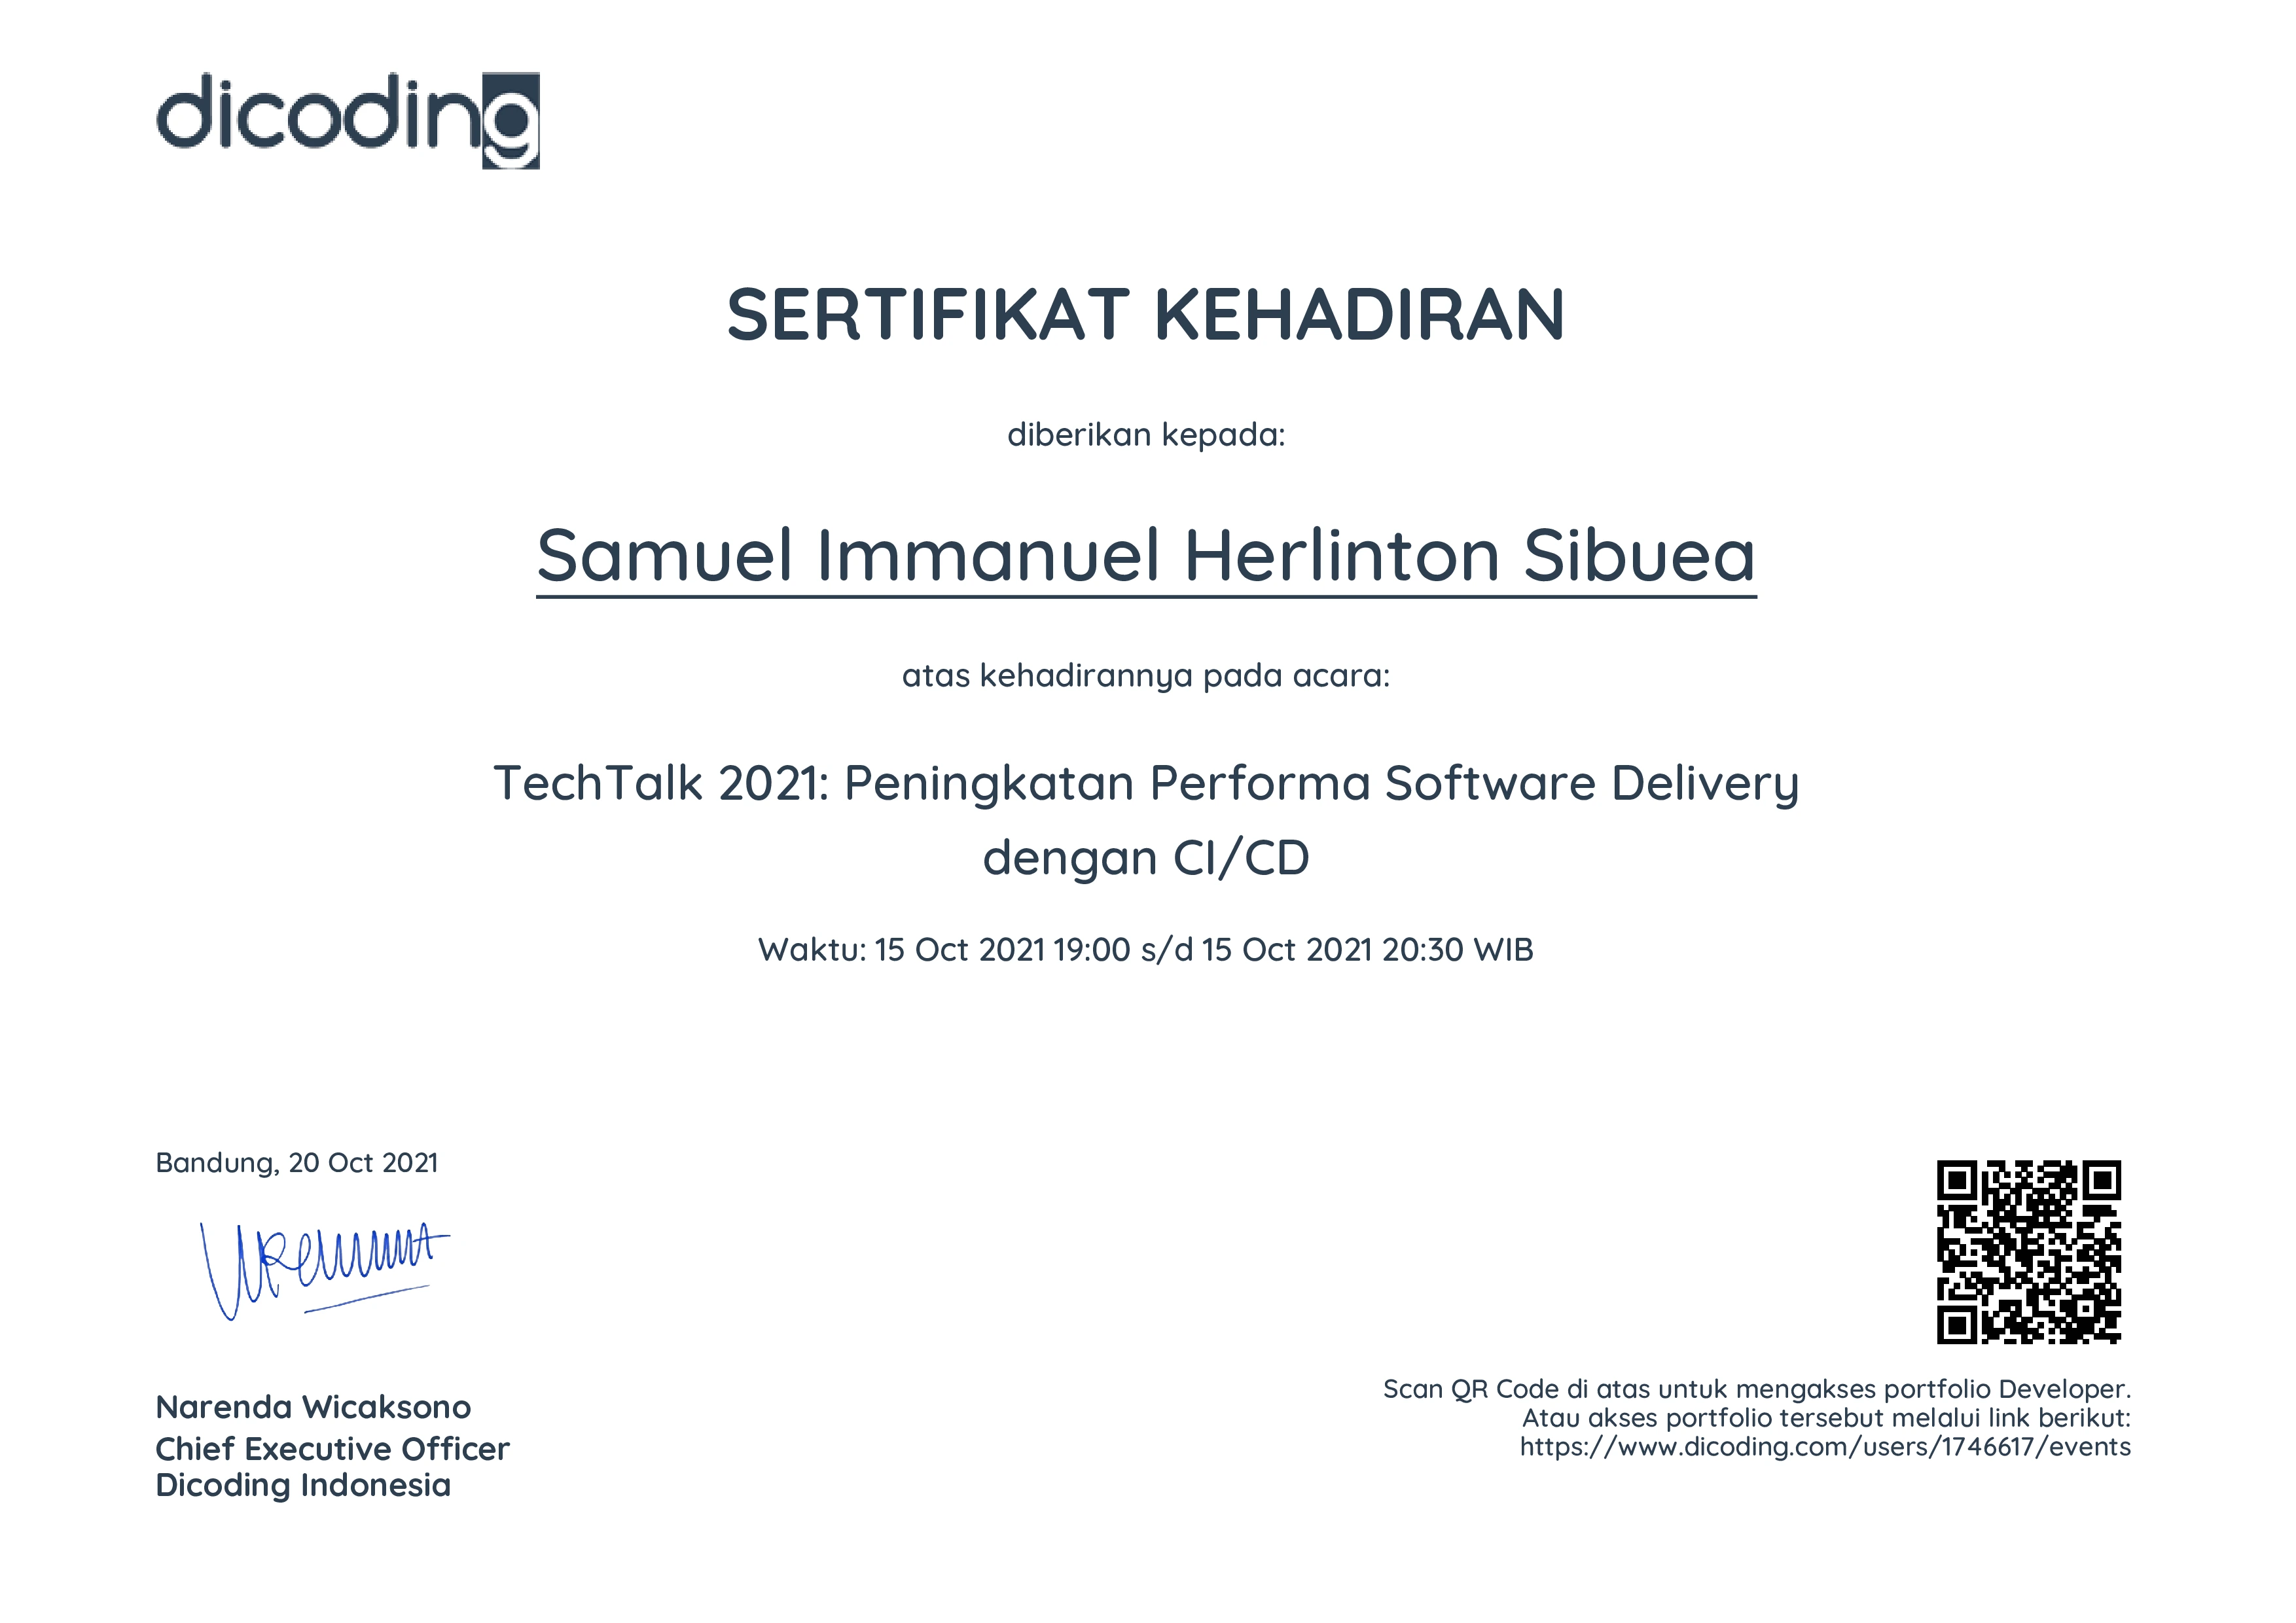 dicoding
SERTIFIKAT KEHADIRAN
diberikan kepada:
Samuel Immanuel Herlinton Sibuea
atas kehadirannya pada acara:
TechTalk 2021: Peningkatan Performa Software Delivery
dengan CI/CD
Waktu: 15 Oct 2021 19:00 s/d 15 Oct 2021 20:30 WIB
Bandung, 20 Oct 2021
Narenda Wicaksono
Chief Executive Officer
Dicoding Indonesia
Scan QR Code di atas untuk mengakses portfolio Developer.
Atau akses portfolio tersebut melalui link berikut:
https://www.dicoding.com/users/1746617/events